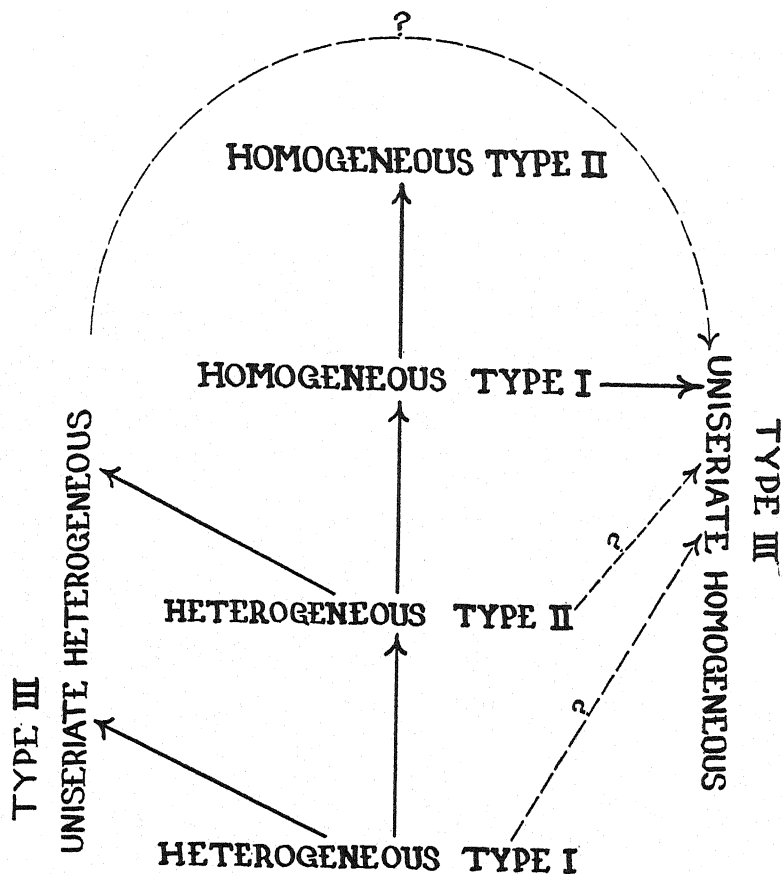 ?
HOMOGENEOUS TYPE II
HOMOGENEOUS TYPE I
UNISERIATE HOMOGENEOUS
TYPE III
?
HETEROGENEOUS TYPE II
UNISERIATE HETEROGENEOUS
TYPE III
?
HETEROGENEOUS TYPE I